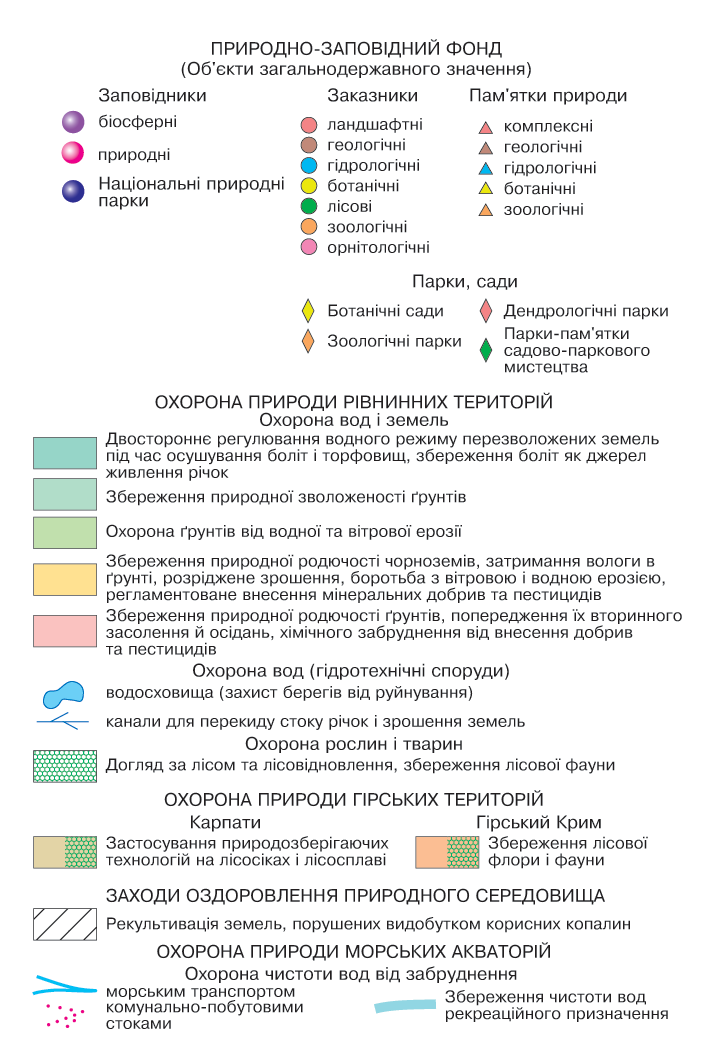 ПРИРОДНО-ЗАПОВІДНИЙ ФОНД
(Об'єкти загальнодержавного значення)
Заповідники
біосферні
природні
Національні природні
парки
Заказники
ландшафтні
геологічні
гідрологічні
ботанічні
лісові
зоологічні
орнітологічні
Пам'ятки природи
комплексні
геологічні
гідрологічні
ботанічні
зоологічні
Парки, сади
Ботанічні сади
Зоологічні парки
Дендрологічні парки
Парки-пам'ятки
садово-паркового
мистецтва
ОХОРОНА ПРИРОДИ РІВНИННИХ ТЕРИТОРІЙ
Охорона вод і земель
Двостороннє регулювання водного режиму перезволожених земель
під час осушування боліт і торфовищ, збереження боліт як джерел
живлення річок
Збереження природної зволоженості ґрунтів
Охорона ґрунтів від водної та вітрової ерозії
Збереження природної родючості чорноземів, затримання вологи в
ґрунті, розріджене зрошення, боротьба з вітровою і водною ерозією,
регламентоване внесення мінеральних добрив та пестицидів
Збереження природної родючості ґрунтів, попередження їх вторинного
засолення й осідань, хімічного забруднення від внесення добрив
та пестицидів
Охорона вод (гідротехнічні споруди)
водосховища (захист берегів від руйнування)
канали для перекиду стоку річок і зрошення земель
Охорона рослин і тварин
Догляд за лісом та лісовідновлення, збереження лісової фауни
ОХОРОНА ПРИРОДИ ГІРСЬКИХ ТЕРИТОРІЙ
Карпати
Застосування природозберігаючих
технологій на лісосіках і лісосплаві
Гірський Крим
Збереження лісової
флори і фауни
ЗАХОДИ ОЗДОРОВЛЕННЯ ПРИРОДНОГО СЕРЕДОВИЩА
Рекультивація земель, порушених видобутком корисних копалин
ОХОРОНА ПРИРОДИ МОРСЬКИХ АКВАТОРІЙ
Охорона чистоти вод від забруднення
морським транспортом
комунально-побутовими
стоками
Збереження чистоти вод
рекреаційного призначення